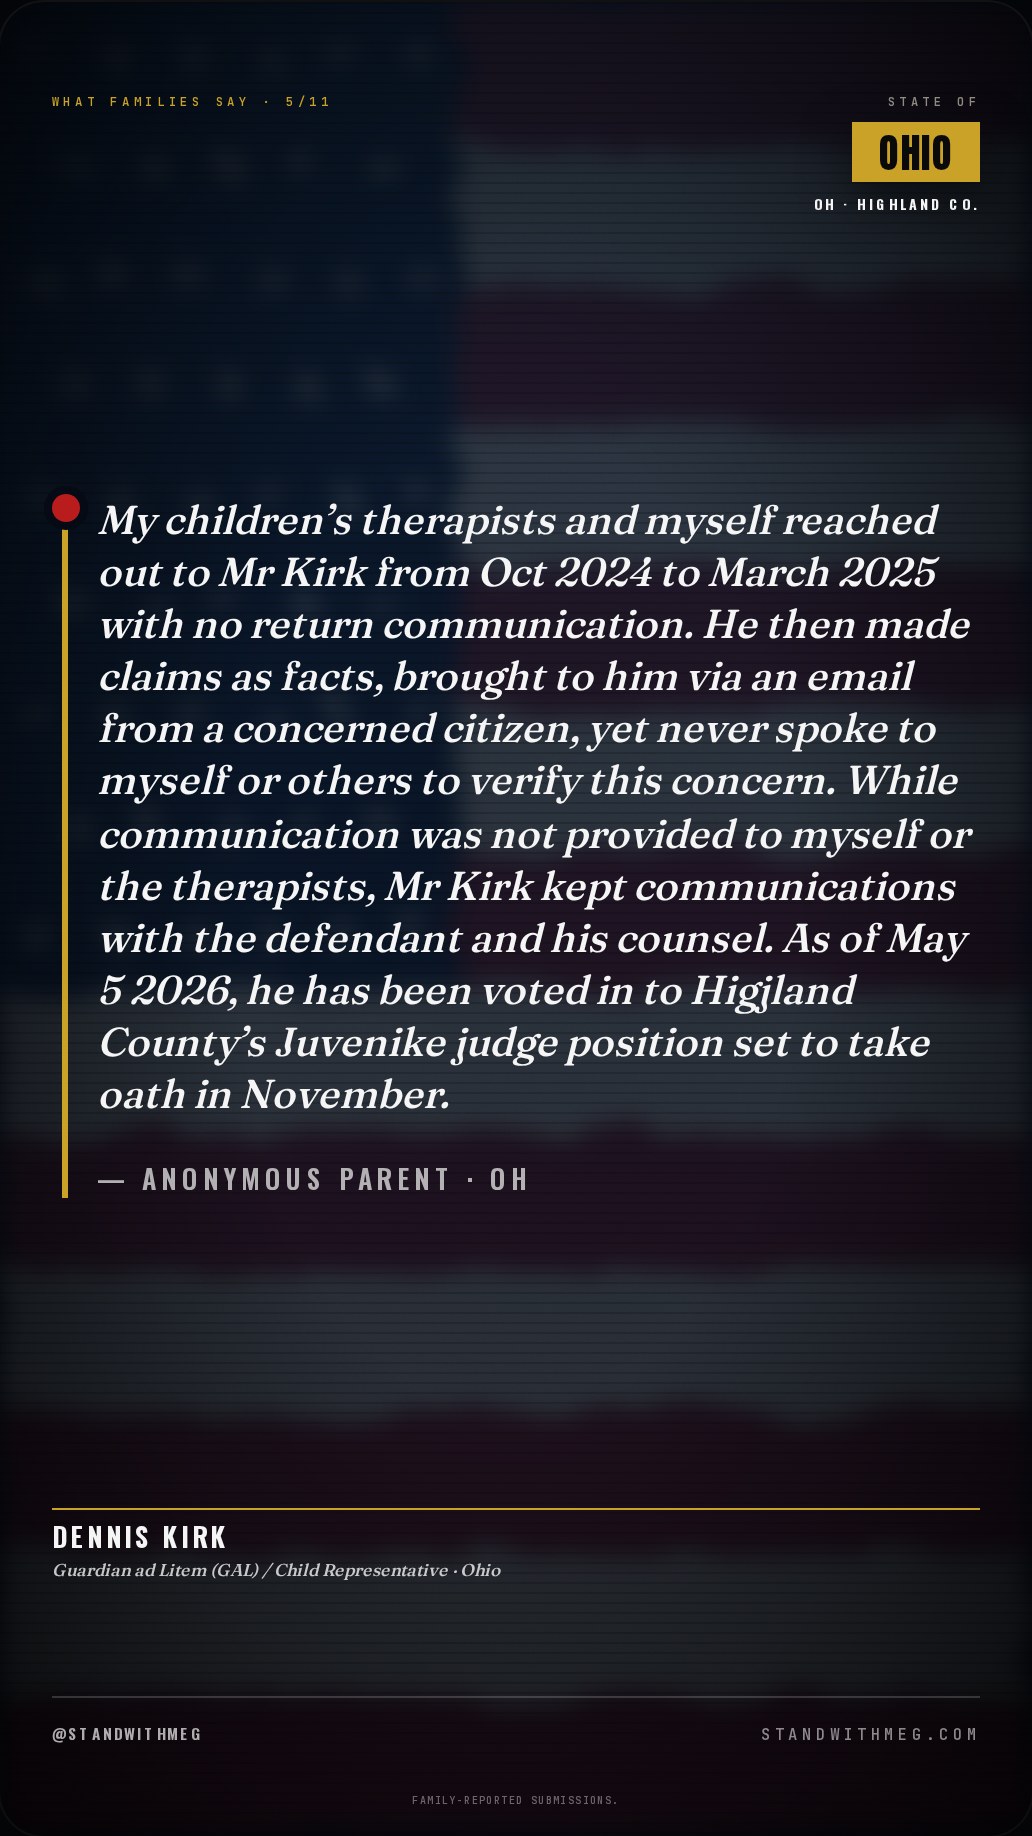 WHAT FAMILIES SAY · 5/11
STATE OF
OHIO
OH · HIGHLAND CO.
My children’s therapists and myself reached
out to Mr Kirk from Oct 2024 to March 2025
with no return communication. He then made
claims as facts, brought to him via an email
from a concerned citizen, yet never spoke to
myself or others to verify this concern. While
communication was not provided to myself or
the therapists, Mr Kirk kept communications
with the defendant and his counsel. As of May
5 2026, he has been voted in to Higjland
County’s Juvenike judge position set to take
oath in November.
— ANONYMOUS PARENT · OH
DENNIS KIRK
Guardian ad Litem (GAL) / Child Representative · Ohio
@STANDWITHMEG
STANDWITHMEG.COM
FAMILY-REPORTED SUBMISSIONS.